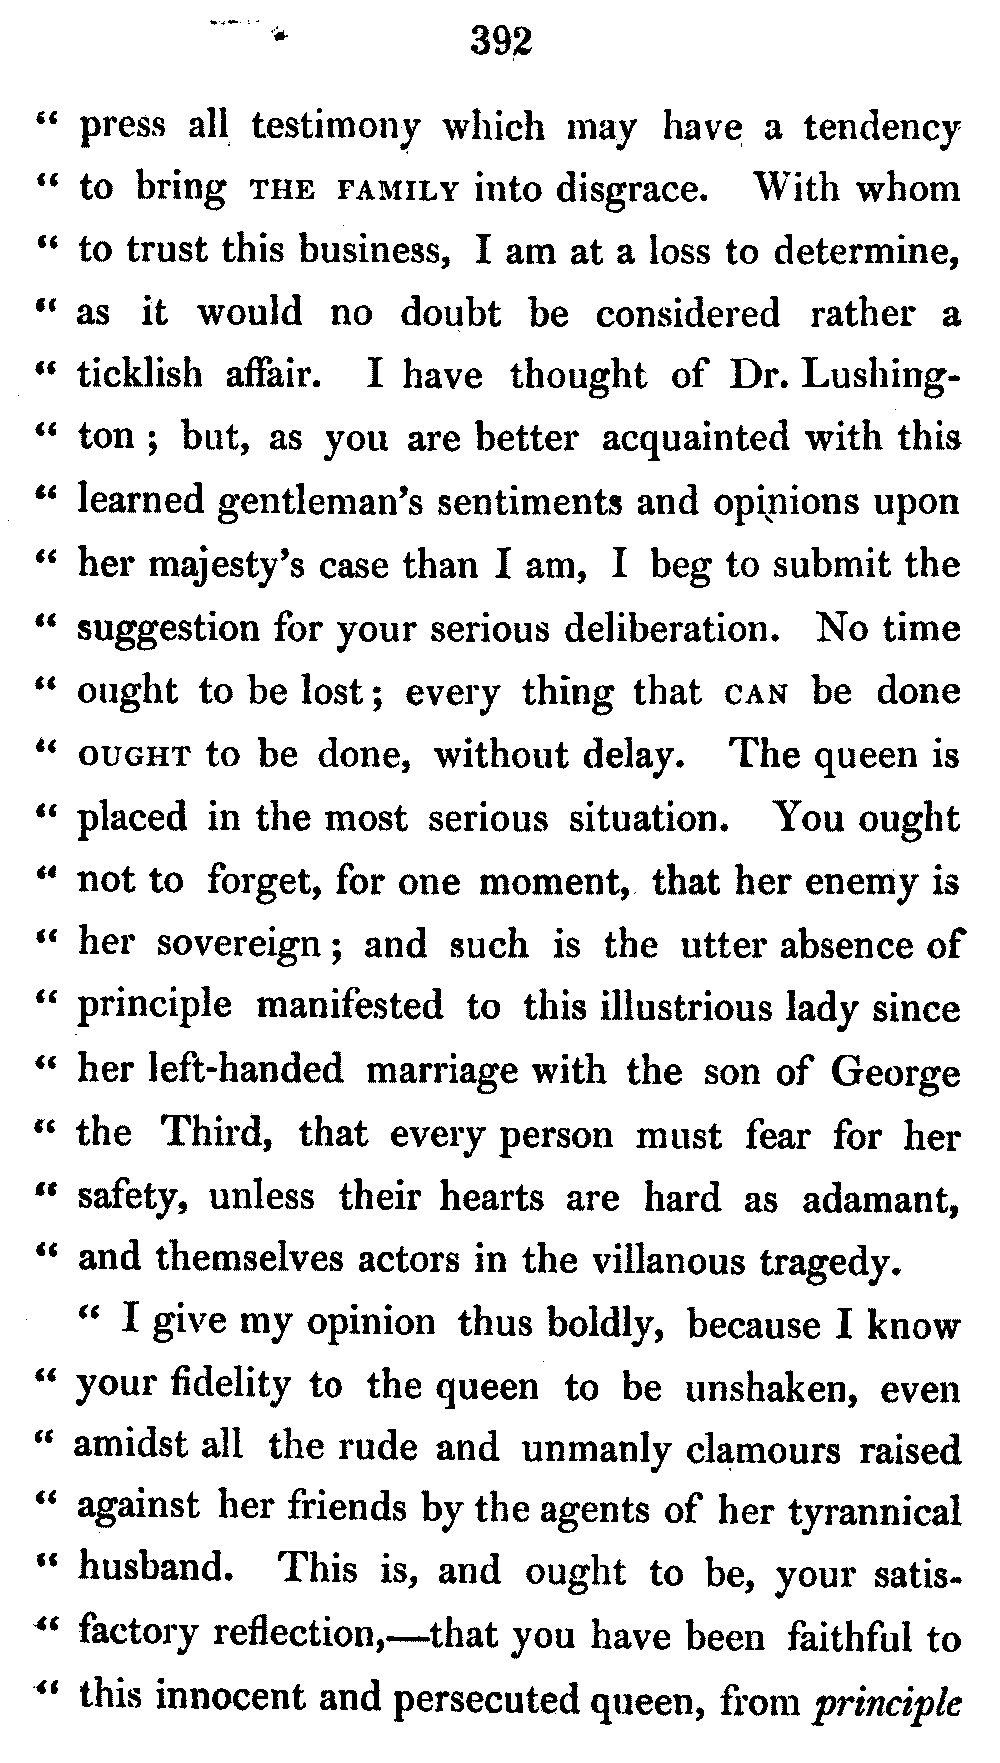 392
“ press all testimony which may have a tendency
“ to bring THE FAMILY into disgrace. With whom
“ to trust this business, I am at a loss to determine,
“ as it would no doubt be considered rather a
“ ticklish affair. I have thought of Dr. Lushing-
“ ton ; but, as you are better acquainted with this
“ learned gentleman's sentiments and opinions upon
“ her majesty's case than I am, I beg to submit the
“ suggestion for your serious deliberation. No time
“ ought to be lost ; every thing that CAN be done
“ OUGHT to be done, without delay. The queen is
“ placed in the most serious situation. You ought
“ not to forget, for one moment, that her enemy is
“ her sovereign ; and such is the utter absence of
“ principle manifested to this illustrious lady since
“ her left-handed marriage with the son of George
“ the Third, that every person must fear for her
“ safety, unless their hearts are hard as adamant,
“ and themselves actors in the villanous tragedy.
“ I give my opinion thus boldly, because I know
“ your fidelity to the queen to be unshaken, even
“ amidst all the rude and unmanly clamours raised
“ against her friends by the agents of her tyrannical
“ husband. This is, and ought to be, your satis-
“ factory reflection,—that you have been faithful to
“ this innocent and persecuted queen, from principle